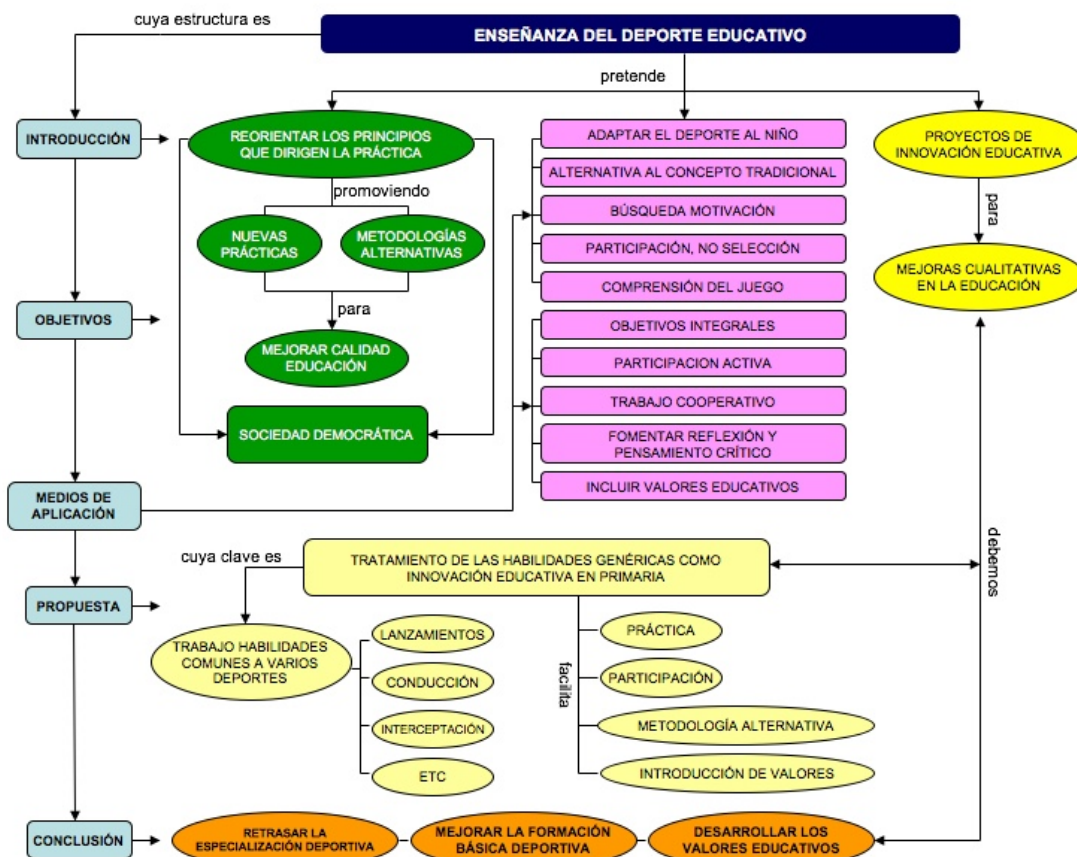 cuya estructura es
ENSEÑANZA DEL DEPORTE EDUCATIVO
pretende
INTRODUCCIÓN
REORIENTAR LOS PRINCIPIOS
QUE DIRIGEN LA PRÁCTICA
promoviendo
NUEVAS
PRÁCTICAS
METODOLOGÍAS
ALTERNATIVAS
para
MEJORAR CALIDAD
EDUCACIÓN
SOCIEDAD DEMOCRÁTICA
ADAPTAR EL DEPORTE AL NIÑO
ALTERNATIVA AL CONCEPTO TRADICIONAL
BÚSQUEDA MOTIVACIÓN
PARTICIPACIÓN, NO SELECCIÓN
COMPRENSIÓN DEL JUEGO
OBJETIVOS INTEGRALES
PARTICIPACION ACTIVA
TRABAJO COOPERATIVO
FOMENTAR REFLEXIÓN Y
PENSAMIENTO CRÍTICO
INCLUIR VALORES EDUCATIVOS
PROYECTOS DE
INNOVACIÓN EDUCATIVA
para
MEJORAS CUALITATIVAS
EN LA EDUCACIÓN
debemos
OBJETIVOS
MEDIOS DE
APLICACIÓN
PROPUESTA
cuya clave es
TRATAMIENTO DE LAS HABILIDADES GENÉRICAS COMO
INNOVACIÓN EDUCATIVA EN PRIMARIA
TRABAJO HABILIDADES
COMUNES A VARIOS
DEPORTES
LANZAMIENTOS
CONDUCCIÓN
INTERCEPTACIÓN
ETC
facilita
PRÁCTICA
PARTICIPACIÓN
METODOLOGÍA ALTERNATIVA
INTRODUCCIÓN DE VALORES
CONCLUSIÓN
RETRASAR LA
ESPECIALIZACIÓN DEPORTIVA
MEJORAR LA FORMACIÓN
BÁSICA DEPORTIVA
DESARROLLAR LOS
VALORES EDUCATIVOS